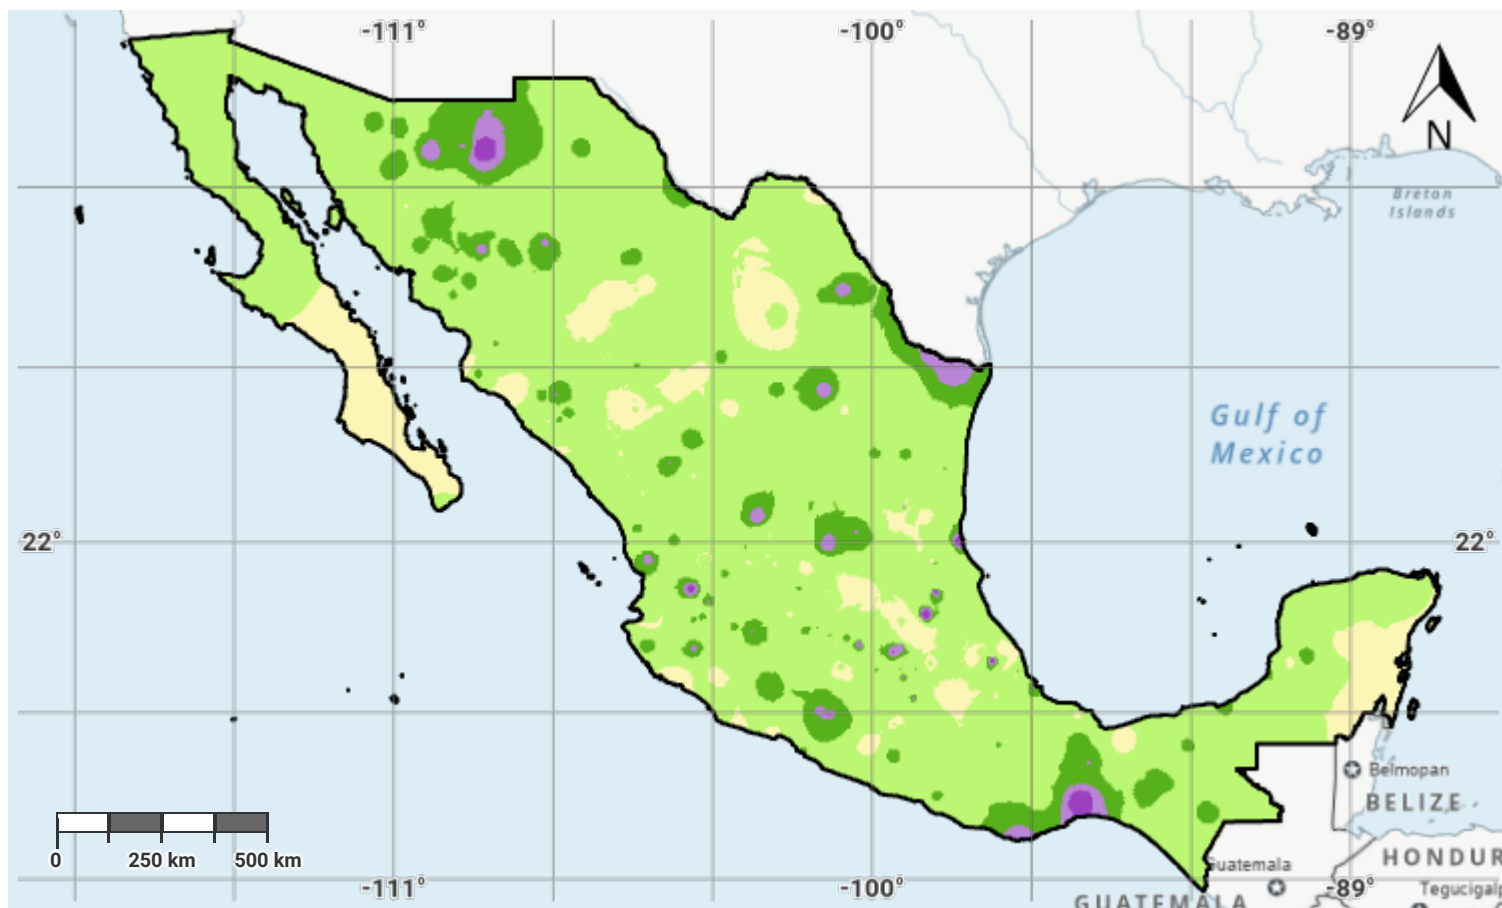 -111° -100° -89°
N
Breton
Islands
Gulf of
Mexico
22° 22°
Belmopan
BELIZE
0 250 km 500 km
HONDUR
Guatemala
-111° -100° -89°
Tegucigalp
GUATEMALA